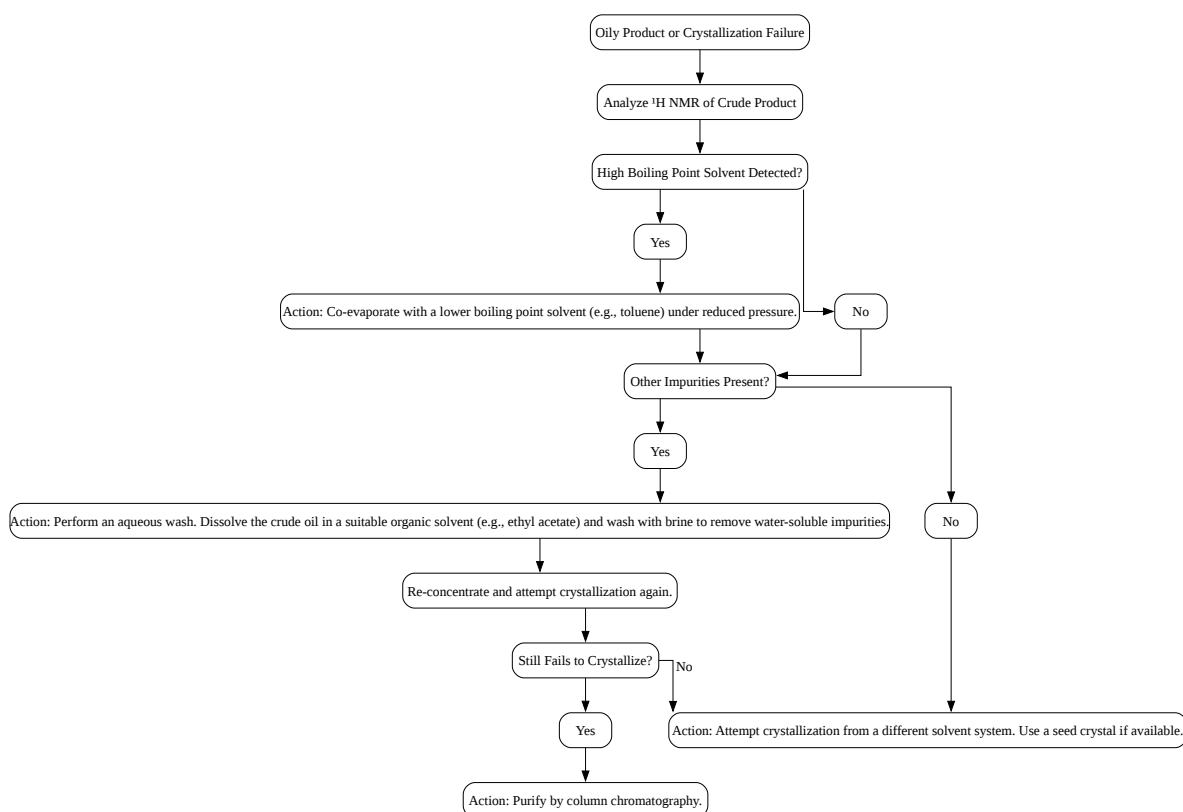 Oily Product or Crystallization Failure
Analyze ¹H NMR of Crude Product
High Boiling Point Solvent Detected?
Yes
Action: Co-evaporate with a lower boiling point solvent (e.g., toluene) under reduced pressure.
No
Other Impurities Present?
Yes
Action: Perform an aqueous wash. Dissolve the crude oil in a suitable organic solvent (e.g., ethyl acetate) and wash with brine to remove water-soluble impurities.
No
Re-concentrate and attempt crystallization again.
Still Fails to Crystallize?
No
Yes
Action: Attempt crystallization from a different solvent system. Use a seed crystal if available.
Action: Purify by column chromatography.